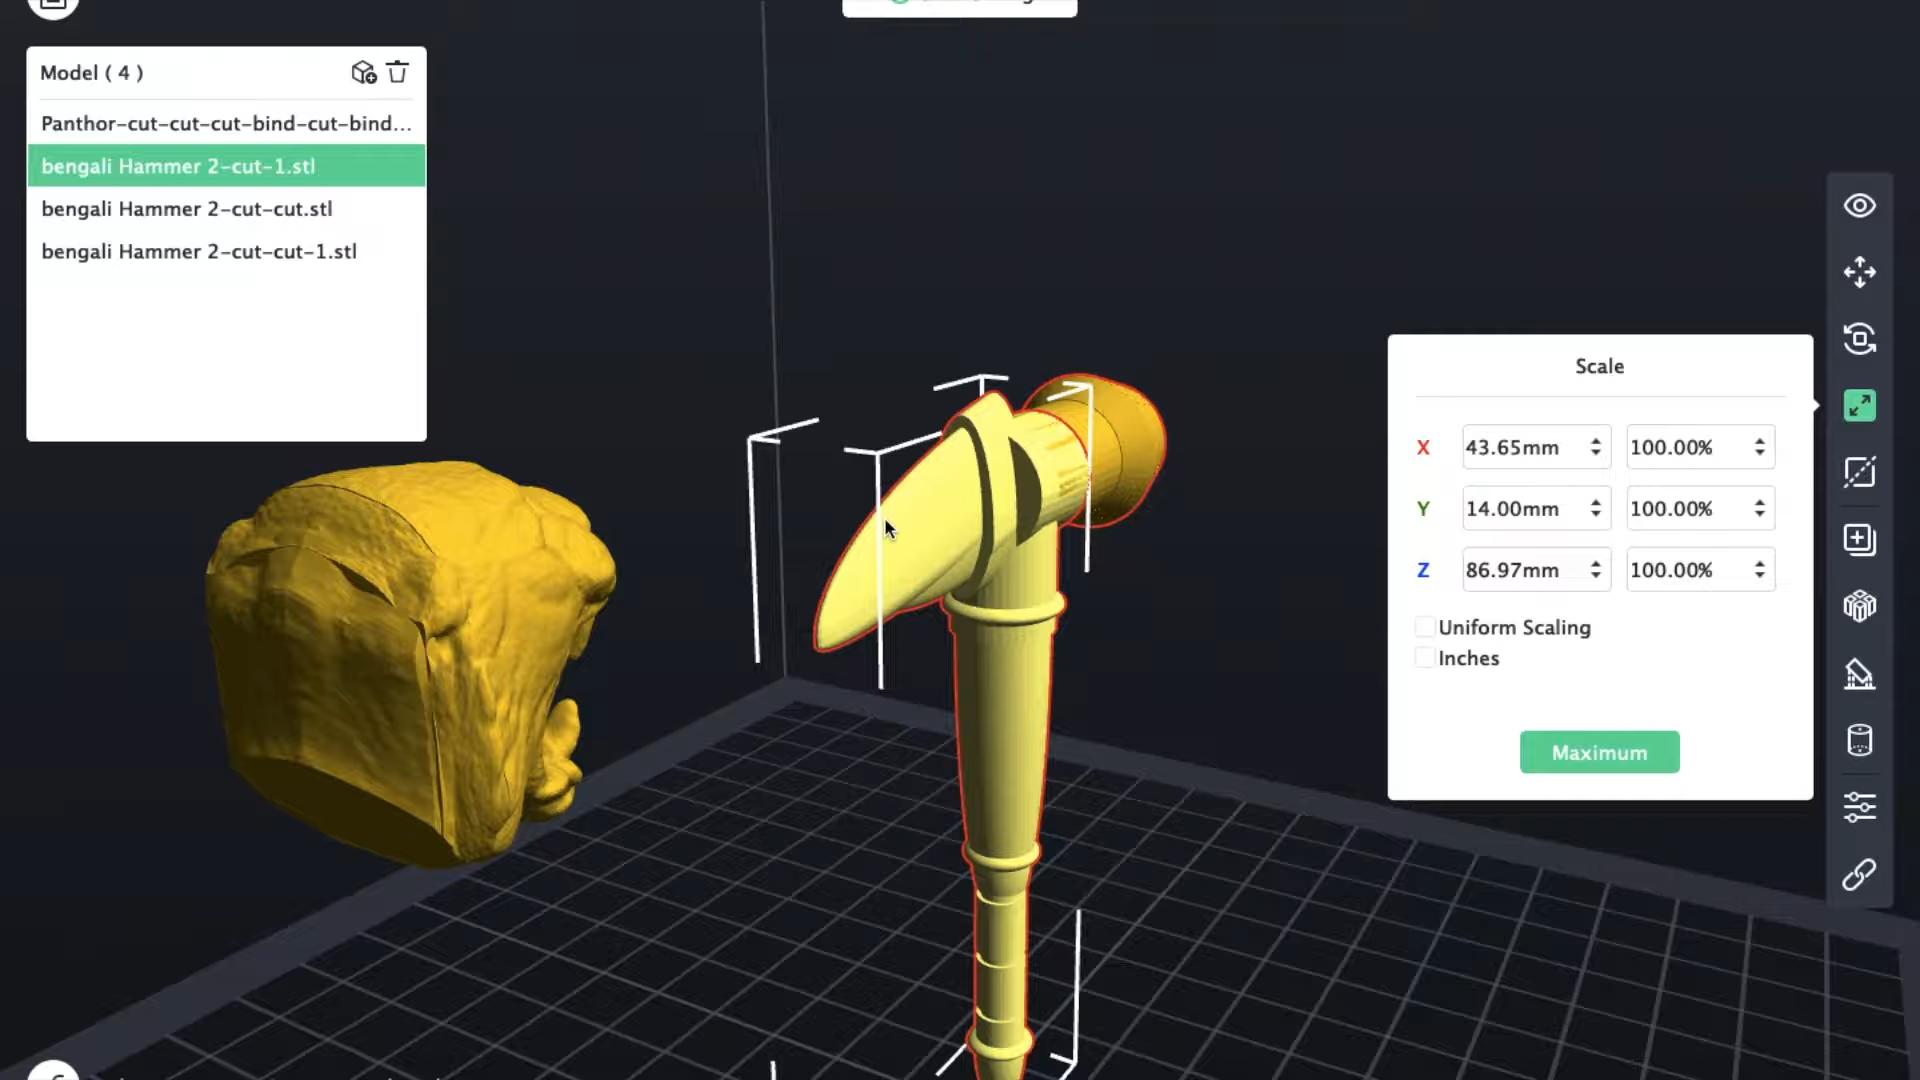 Model ( 4 )
Panthor-cut-cut-cut-bind-cut-bind...
bengali Hammer 2-cut-1.stl
bengali Hammer 2-cut-cut.stl
bengali Hammer 2-cut-cut-1.stl
Scale
X 43.65mm 100.00%
Y 14.00mm 100.00%
Z 86.97mm 100.00%
Uniform Scaling
Inches
Maximum